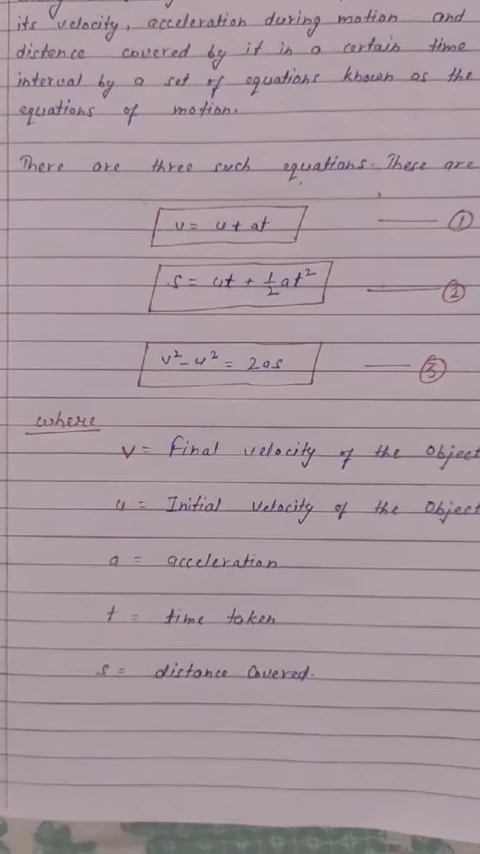 its velocity, acceleration during motion and
distance covered by it in a certain time
interval by a set of equations known as the
equations of motion.
There are three such equations. These are
v = u + at ①
s = ut + 1/2 at² ②
v² - u² = 2as ③
where
v = Final velocity of the Object
u = Initial velocity of the Object
a = acceleration
t = time taken
s = distance Covered.